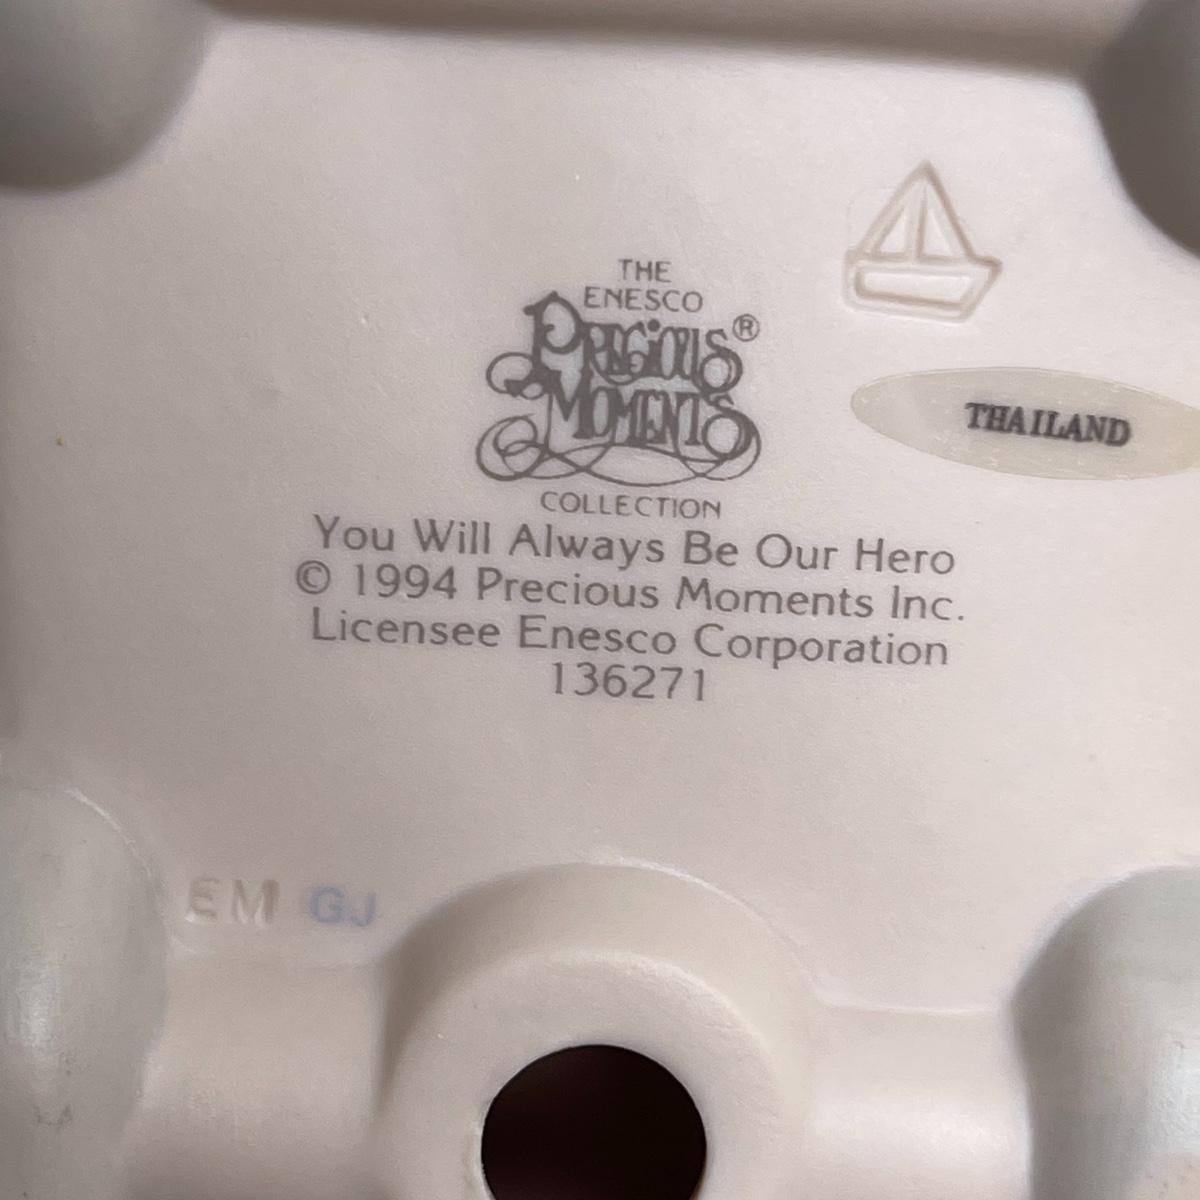 THE
ENESCO
PRECIOUS®
MOMENTS
COLLECTION
THAILAND
You Will Always Be Our Hero
© 1994 Precious Moments Inc.
Licensee Enesco Corporation
136271
EM GJ